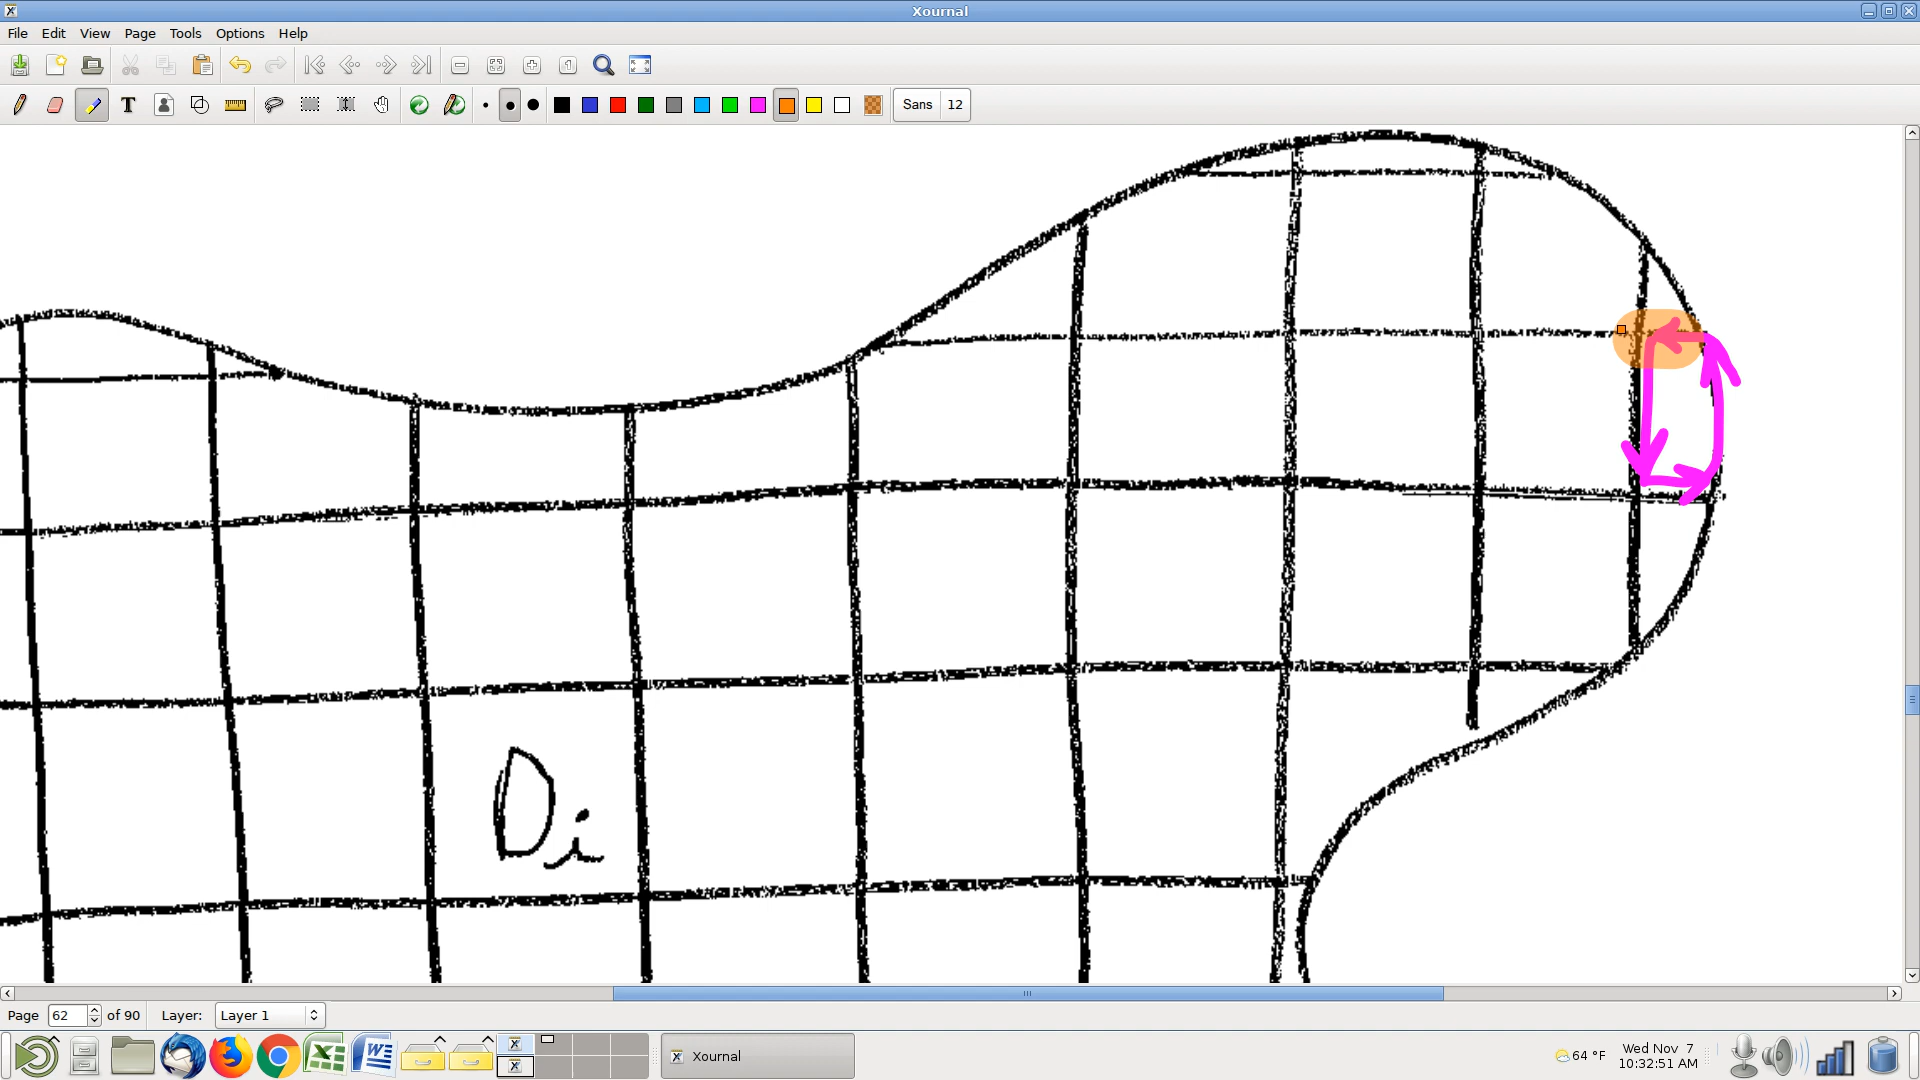 Xournal
File Edit View Page Tools Options Help
Sans 12
D_i
Page 62 of 90 Layer: Layer 1
Xournal
64 °F
Wed Nov 7
10:32:51 AM